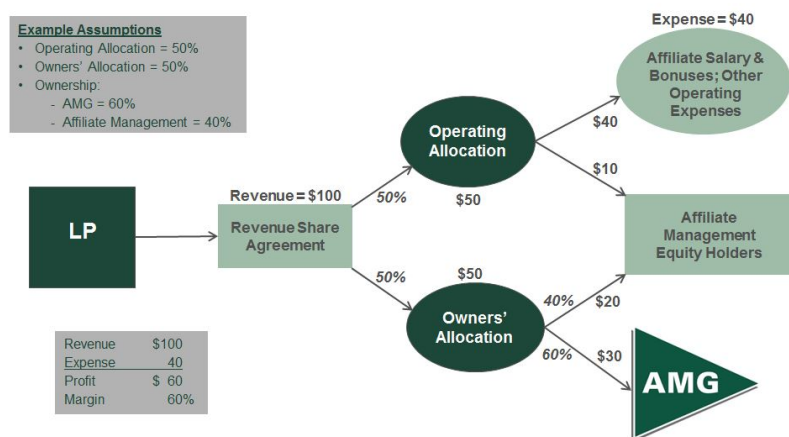 Example Assumptions
• Operating Allocation = 50%
• Owners' Allocation = 50%
• Ownership:
- AMG = 60%
- Affiliate Management = 40%
Expense = $40
Affiliate Salary &
Bonuses; Other
Operating
Expenses
Operating
Allocation
$40
$10
$50
50%
Revenue = $100
LP
Revenue Share
Agreement
Affiliate
Management
Equity Holders
50%
$50
Owners'
Allocation
40%
$20
60%
$30
AMG
Revenue $100
Expense 40
Profit $ 60
Margin 60%